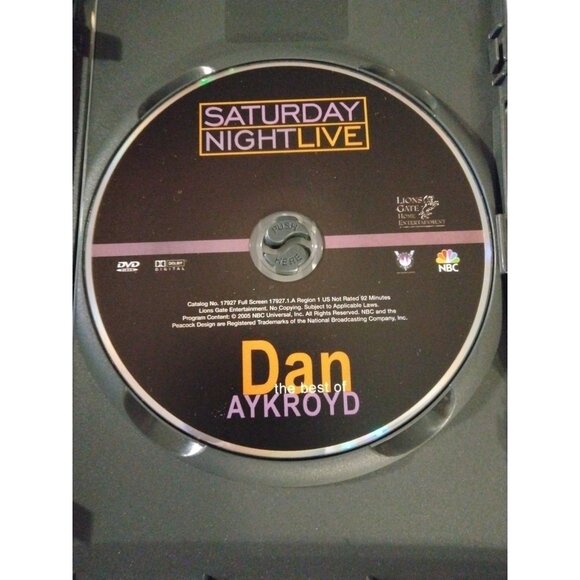 SATURDAY
NIGHTLIVE
LIONS
GATE
HOME
ENTERTAINMENT
PUSH
HERE
DVD
DOLBY
DIGITAL
NBC
Catalog No. 17927 Full Screen 17927.1.A Region 1 US Not Rated 92 Minutes
Lions Gate Entertainment. No Copying. Subject to Applicable Laws.
Program Content: © 2005 NBC Universal, Inc. All Rights Reserved. NBC and the
Peacock Design are Registered Trademarks of the National Broadcasting Company, Inc.
Dan
the best of
AYKROYD